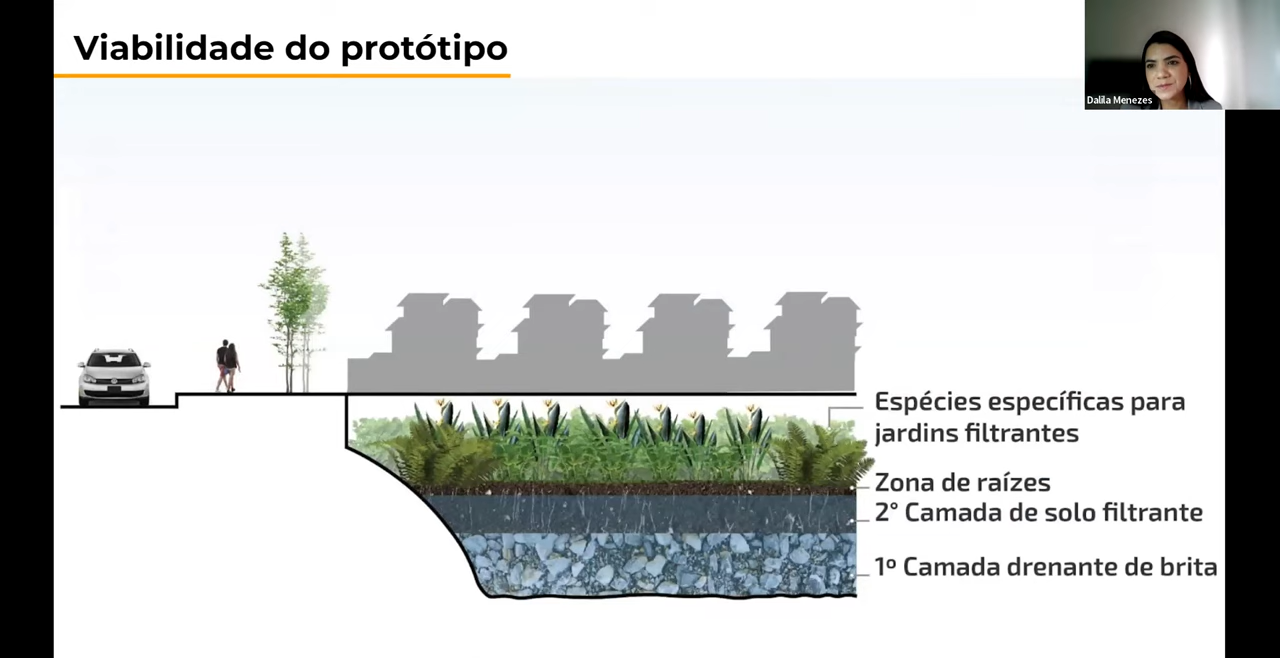 Viabilidade do protótipo
Dalila Menezes
Espécies específicas para
jardins filtrantes
Zona de raízes
2° Camada de solo filtrante
1º Camada drenante de brita